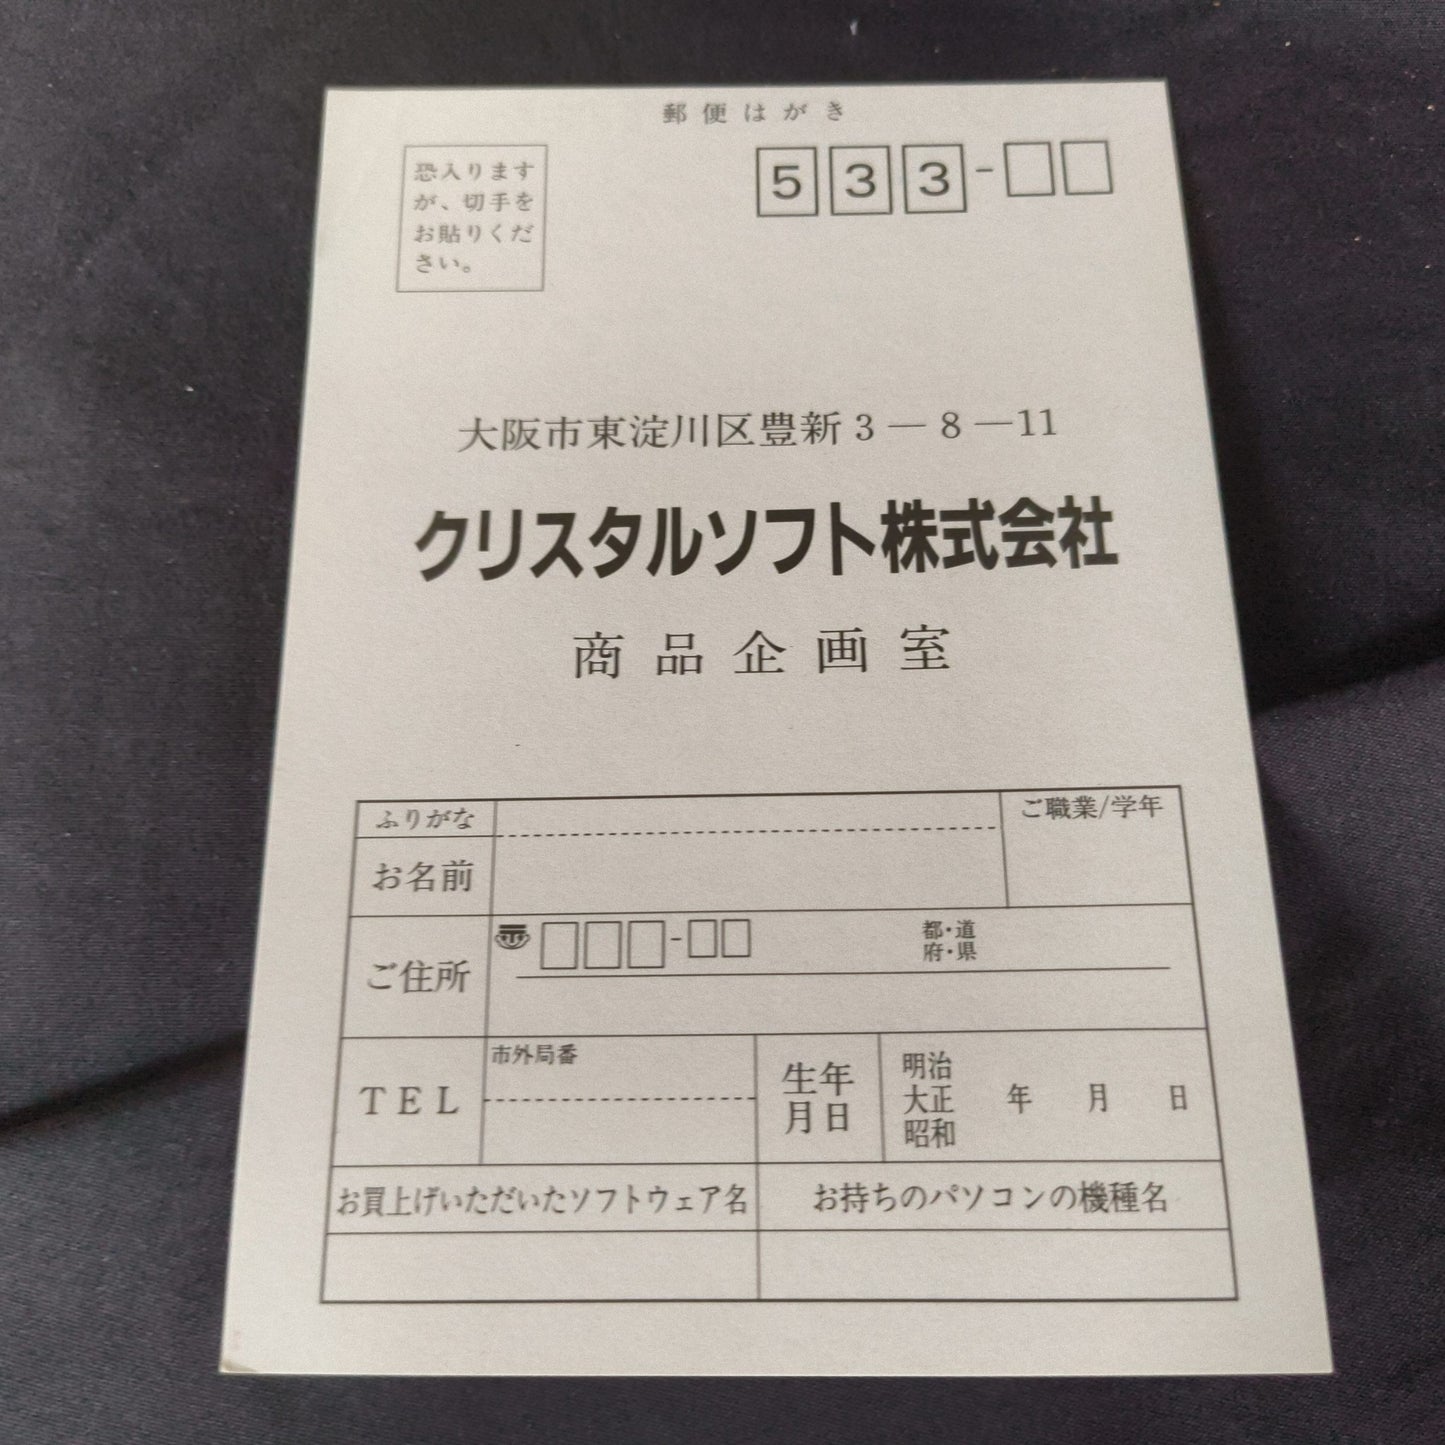 郵便はがき
恐入ります
が、切手を
お貼りくだ
さい。
533-
大阪市東淀川区豊新3―8―11
クリスタルソフト株式会社
商品企画室
ふりがな
お名前
ご職業/学年
ご住所
都・道
府・県
TEL
市外局番
生年
月日
明治
大正 年 月 日
昭和
お買上げいただいたソフトウェア名
お持ちのパソコンの機種名